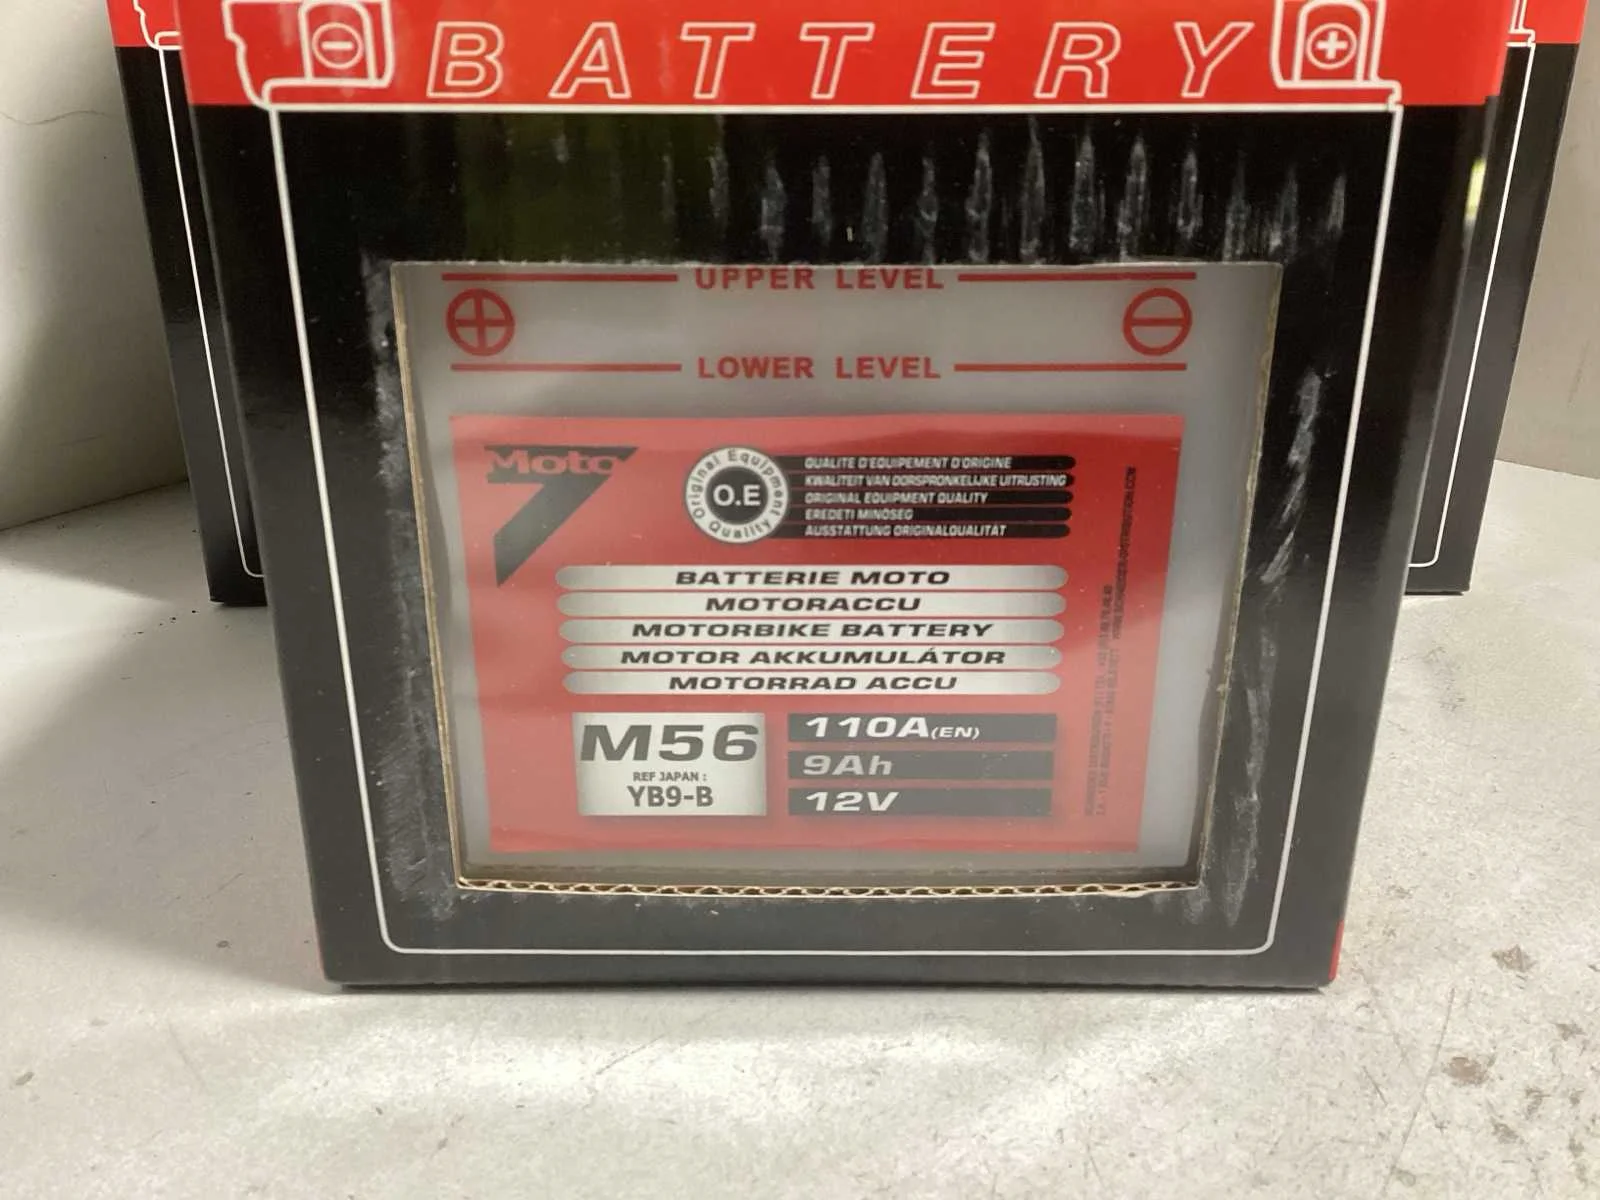 BATTERY
UPPER LEVEL
LOWER LEVEL
Moto
7
Original Equipment
O.E
Quality
QUALITE D'EQUIPEMENT D'ORIGINE
KWALITEIT VAN OORSPRONKELIJKE UITRUSTING
ORIGINAL EQUIPMENT QUALITY
EREDETI MINOSEG
AUSSTATTUNG ORIGINALQUALITAT
BATTERIE MOTO
MOTORACCU
MOTORBIKE BATTERY
MOTOR AKKUMULÁTOR
MOTORRAD ACCU
M56
REF JAPAN :
YB9-B
110A(EN)
9Ah
12V